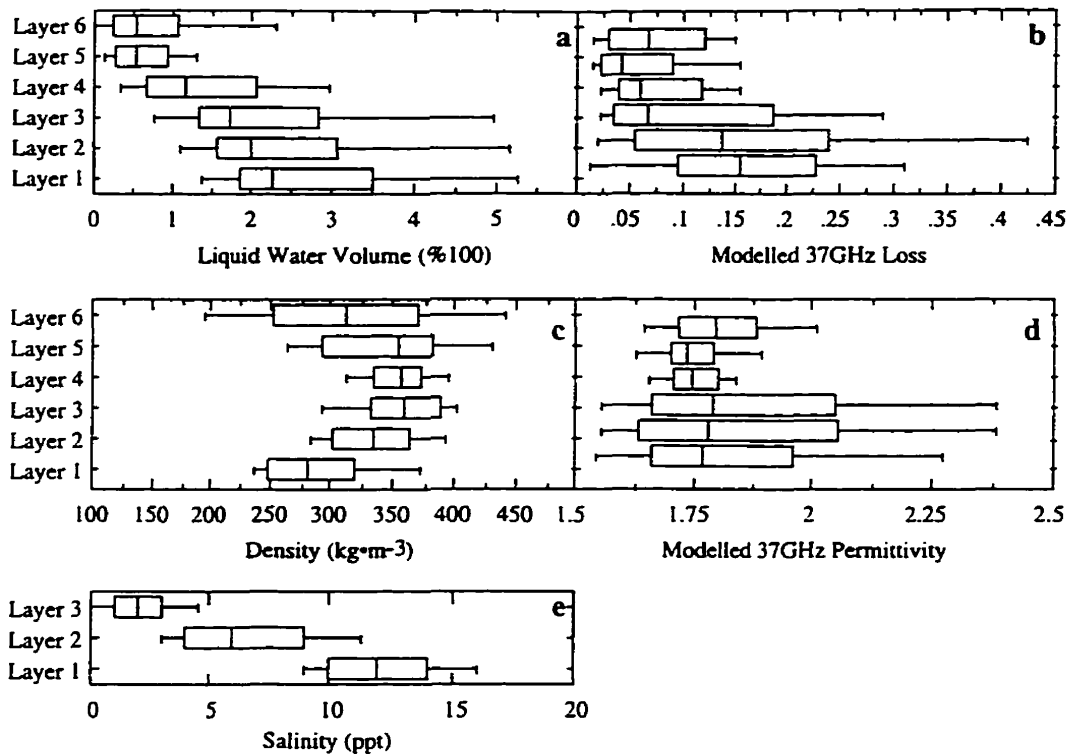 Layer 6
Layer 5
Layer 4
Layer 3
Layer 2
Layer 1
a
0 1 2 3 4 5
Liquid Water Volume (%100)
b
0 .05 .1 .15 .2 .25 .3 .35 .4 .45
Modelled 37GHz Loss
Layer 6
Layer 5
Layer 4
Layer 3
Layer 2
Layer 1
c
100 150 200 250 300 350 400 450
Density (kg•m-3)
d
1.5 1.75 2 2.25 2.5
Modelled 37GHz Permittivity
Layer 3
Layer 2
Layer 1
e
0 5 10 15 20
Salinity (ppt)